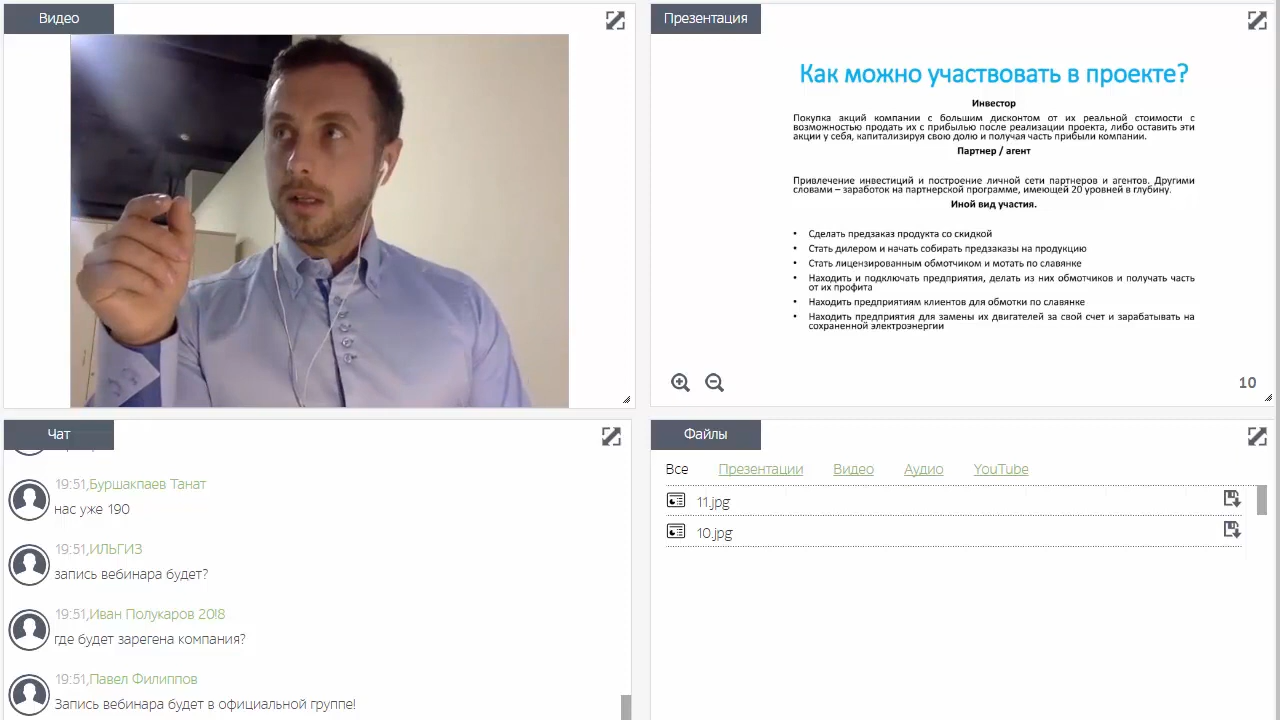 Видео
Презентация
Как можно участвовать в проекте?
Инвестор
Покупка акций компании с большим дисконтом от их реальной стоимости с
возможностью продать их с прибылью после реализации проекта, либо оставить эти
акции у себя, капитализируя свою долю и получая часть прибыли компании.
Партнер / агент
Привлечение инвестиций и построение личной сети партнеров и агентов. Другими
словами – заработок на партнерской программе, имеющей 20 уровней в глубину.
Иной вид участия.
• Сделать предзаказ продукта со скидкой
• Стать дилером и начать собирать предзаказы на продукцию
• Стать лицензированным обмотчиком и мотать по славянке
• Находить и подключать предприятия, делать из них обмотчиков и получать часть
от их профита
• Находить предприятиям клиентов для обмотки по славянке
• Находить предприятия для замены их двигателей за свой счет и зарабатывать на
сохраненной электроэнергии
10
Чат
19:51,Буршакпаев Танат
нас уже 190
19:51,ИЛЬГИЗ
запись вебинара будет?
19:51,Иван Полукаров 2018
где будет зарегена компания?
19:51,Павел Филиппов
Запись вебинара будет в официальной группе!
Файлы
Все Презентации Видео Аудио YouTube
11.jpg
10.jpg